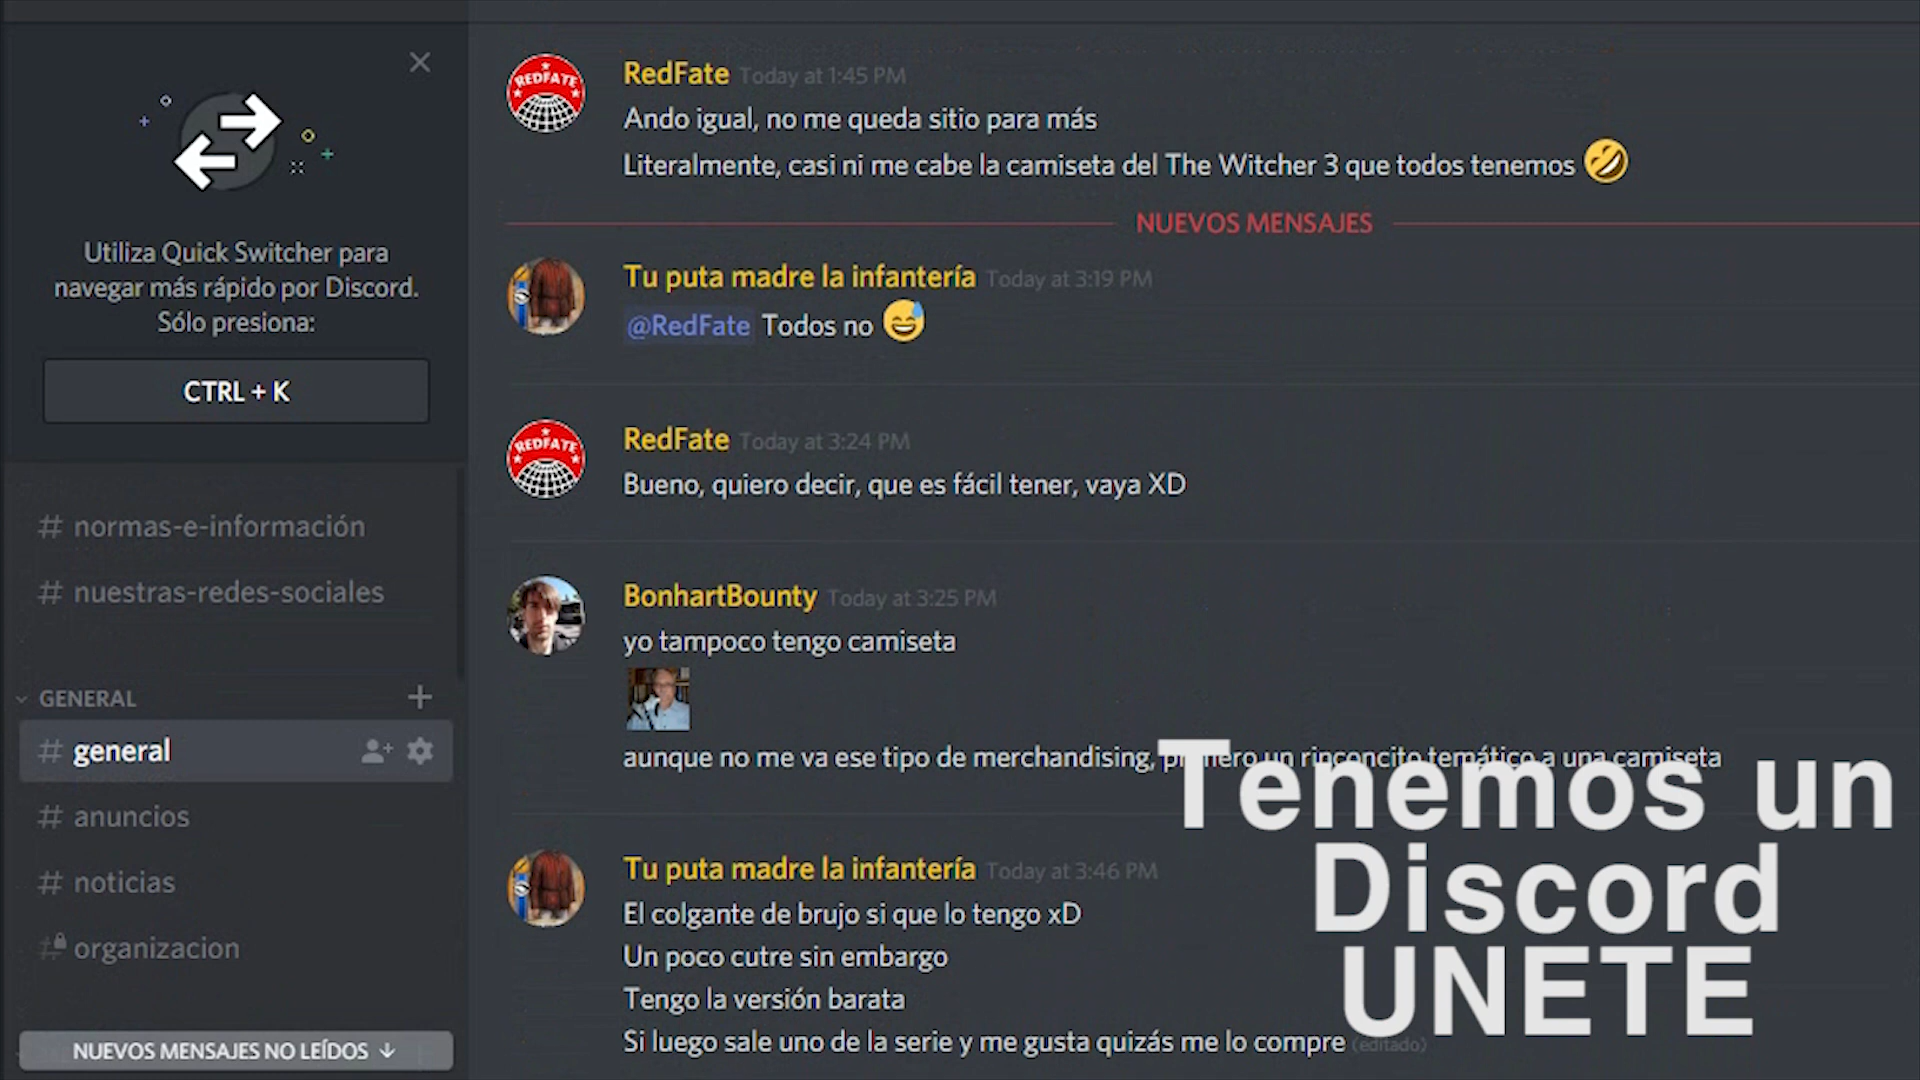 Utiliza Quick Switcher para
navegar más rápido por Discord.
Sólo presiona:
CTRL + K
# normas-e-información
# nuestras-redes-sociales
GENERAL +
# general
# anuncios
# noticias
# organizacion
NUEVOS MENSAJES NO LEÍDOS ↓
REDFATE
RedFate Today at 1:45 PM
Ando igual, no me queda sitio para más
Literalmente, casi ni me cabe la camiseta del The Witcher 3 que todos tenemos 🤣
NUEVOS MENSAJES
Tu puta madre la infantería Today at 3:19 PM
@RedFate Todos no 😅
REDFATE
RedFate Today at 3:24 PM
Bueno, quiero decir, que es fácil tener, vaya XD
BonhartBounty Today at 3:25 PM
yo tampoco tengo camiseta
aunque no me va ese tipo de merchandising, un rinconcito temático a una camiseta
Tu puta madre la infantería Today at 3:46 PM
El colgante de brujo si que lo tengo xD
Un poco cutre sin embargo
Tengo la versión barata
Si luego sale uno de la serie y me gusta quizás me lo compre (editado)
Tenemos un
Discord
UNETE